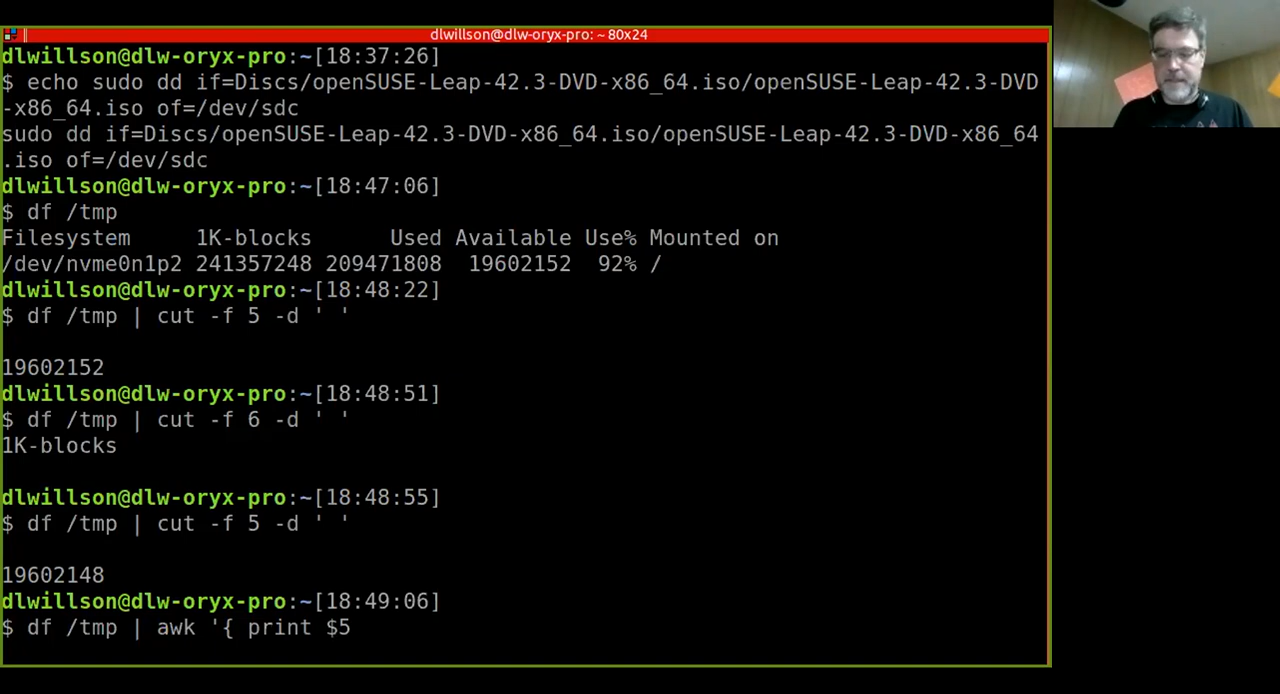 dlwillson@dlw-oryx-pro: ~ 80x24
dlwillson@dlw-oryx-pro:~[18:37:26]
$ echo sudo dd if=Discs/openSUSE-Leap-42.3-DVD-x86_64.iso/openSUSE-Leap-42.3-DVD
-x86_64.iso of=/dev/sdc
sudo dd if=Discs/openSUSE-Leap-42.3-DVD-x86_64.iso/openSUSE-Leap-42.3-DVD-x86_64
.iso of=/dev/sdc
dlwillson@dlw-oryx-pro:~[18:47:06]
$ df /tmp
Filesystem     1K-blocks      Used Available Use% Mounted on
/dev/nvme0n1p2 241357248 209471808  19602152  92% /
dlwillson@dlw-oryx-pro:~[18:48:22]
$ df /tmp | cut -f 5 -d ' '
19602152
dlwillson@dlw-oryx-pro:~[18:48:51]
$ df /tmp | cut -f 6 -d ' '
1K-blocks
dlwillson@dlw-oryx-pro:~[18:48:55]
$ df /tmp | cut -f 5 -d ' '
19602148
dlwillson@dlw-oryx-pro:~[18:49:06]
$ df /tmp | awk '{ print $5